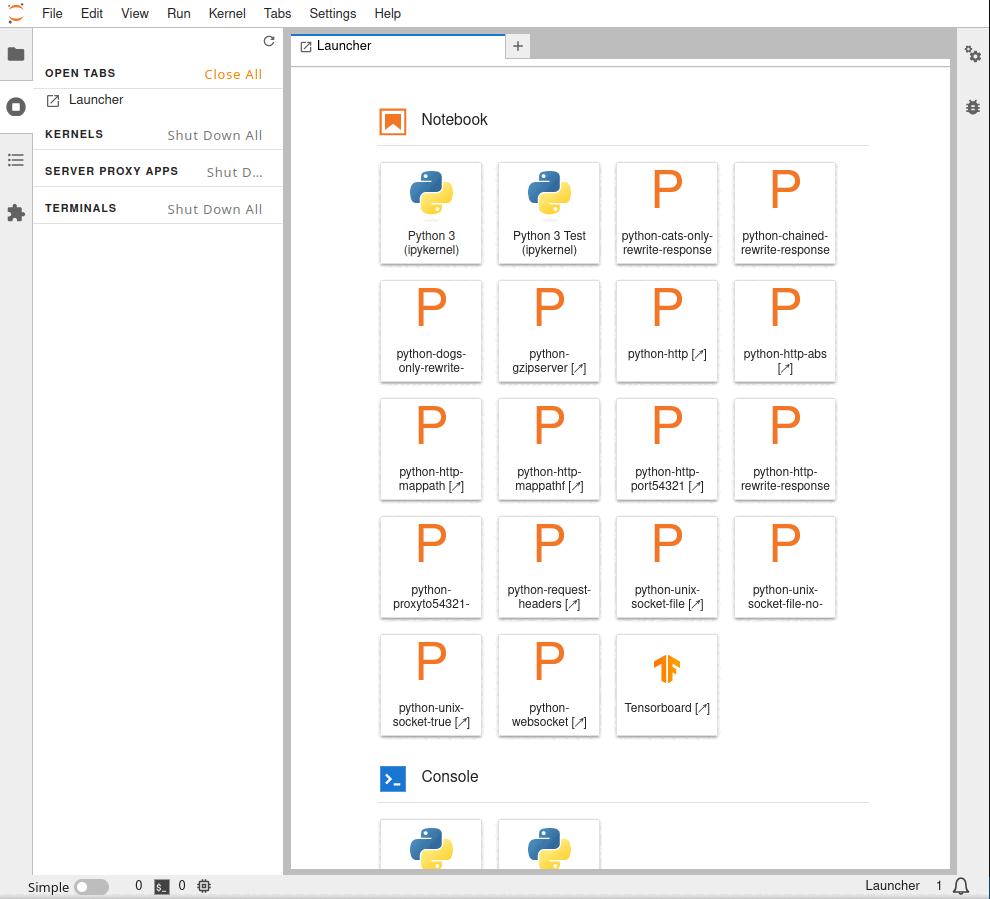 File Edit View Run Kernel Tabs Settings Help
OPEN TABS Close All
Launcher
KERNELS Shut Down All
SERVER PROXY APPS Shut D...
TERMINALS Shut Down All
Launcher
Notebook
Python 3
(ipykernel)
Python 3 Test
(ipykernel)
P
python-cats-only-
rewrite-response
P
python-chained-
rewrite-response
P
python-dogs-
only-rewrite-
P
python-
gzipserver [↗]
P
python-http [↗]
P
python-http-abs
[↗]
P
python-http-
mappath [↗]
P
python-http-
mappathf [↗]
P
python-http-
port54321 [↗]
P
python-http-
rewrite-response
P
python-
proxyto54321-
P
python-request-
headers [↗]
P
python-unix-
socket-file [↗]
P
python-unix-
socket-file-no-
P
python-unix-
socket-true [↗]
P
python-
websocket [↗]
Tensorboard [↗]
Console
Simple 0 $_ 0 Launcher 1